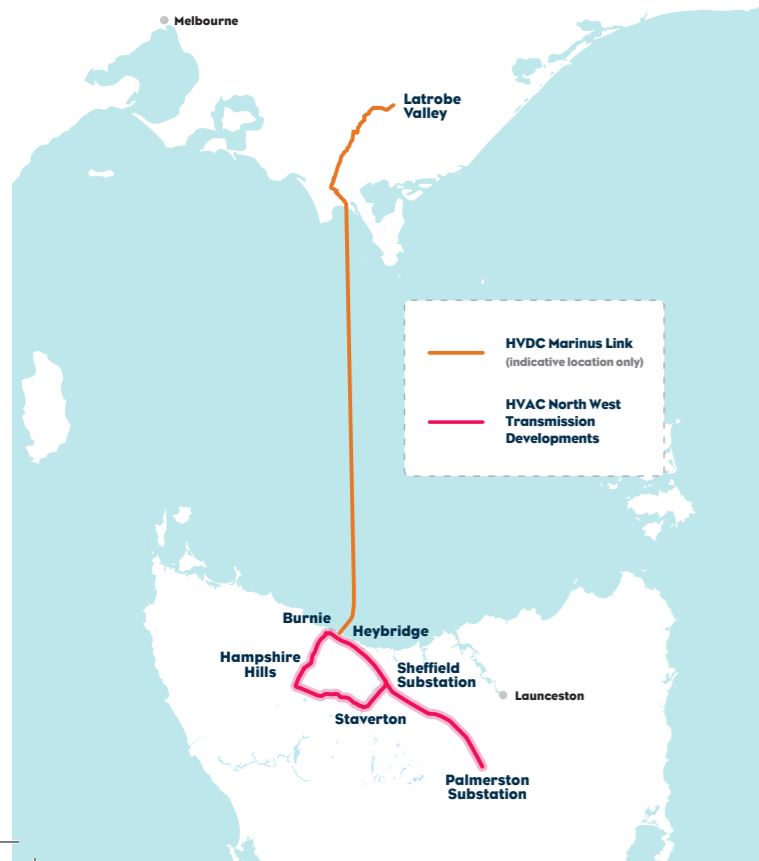 Melbourne
Latrobe
Valley
HVDC Marinus Link
(indicative location only)
HVAC North West
Transmission
Developments
Burnie
Heybridge
Hampshire
Hills
Sheffield
Substation
Launceston
Staverton
Palmerston
Substation